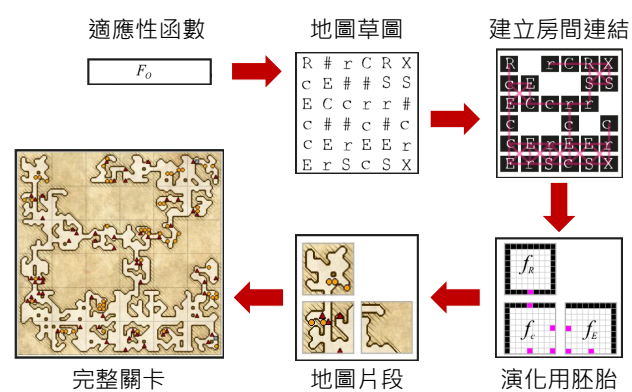 適應性函數
地圖草圖
建立房間連結
F_O
R # r C R X
c E # # S S
E C c r r #
c # # c # c
c E r E E r
E r S c S X
R r C R X
c E S S
E C c r r
c c c
c E r E E r
E r S c S X
f_R
f_c
f_E
完整關卡
地圖片段
演化用胚胎